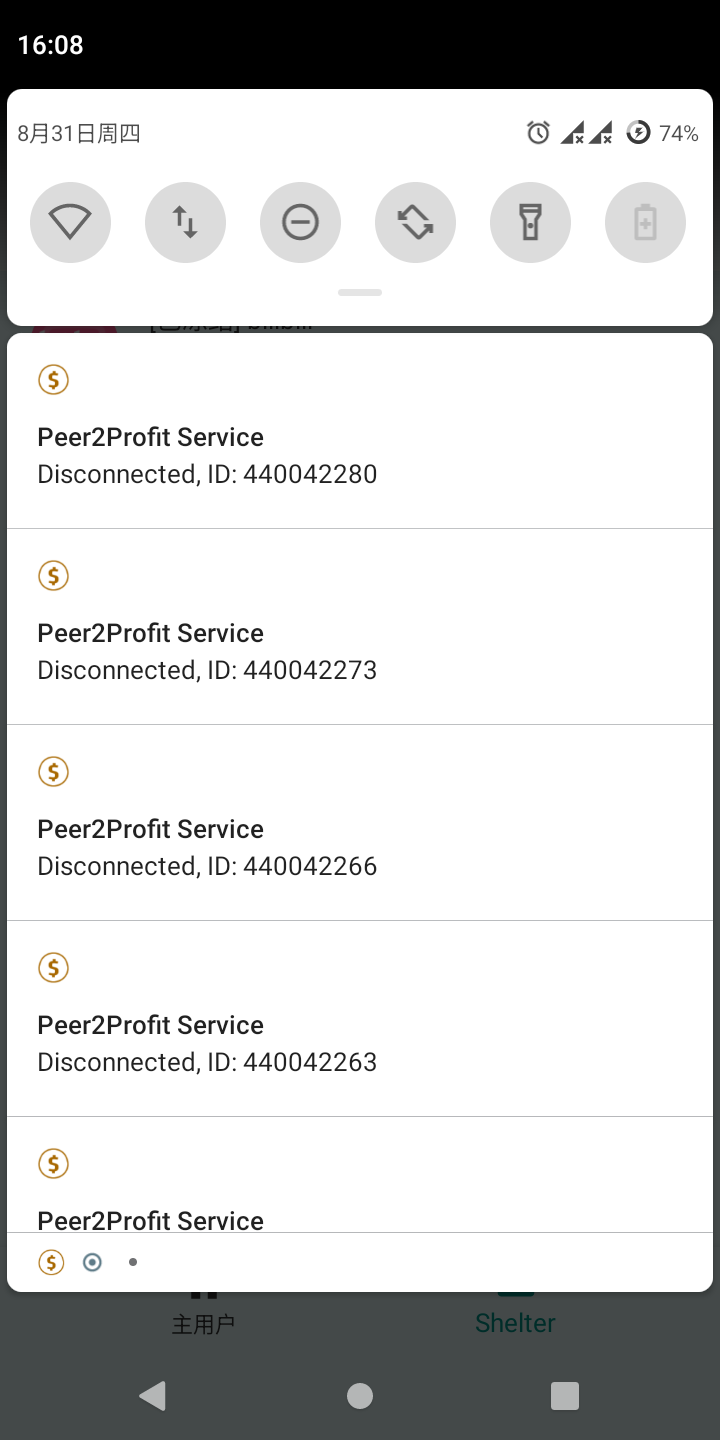 16:08
8月31日周四
74%
Peer2Profit Service
Disconnected, ID: 440042280
Peer2Profit Service
Disconnected, ID: 440042273
Peer2Profit Service
Disconnected, ID: 440042266
Peer2Profit Service
Disconnected, ID: 440042263
Peer2Profit Service
主用户
Shelter